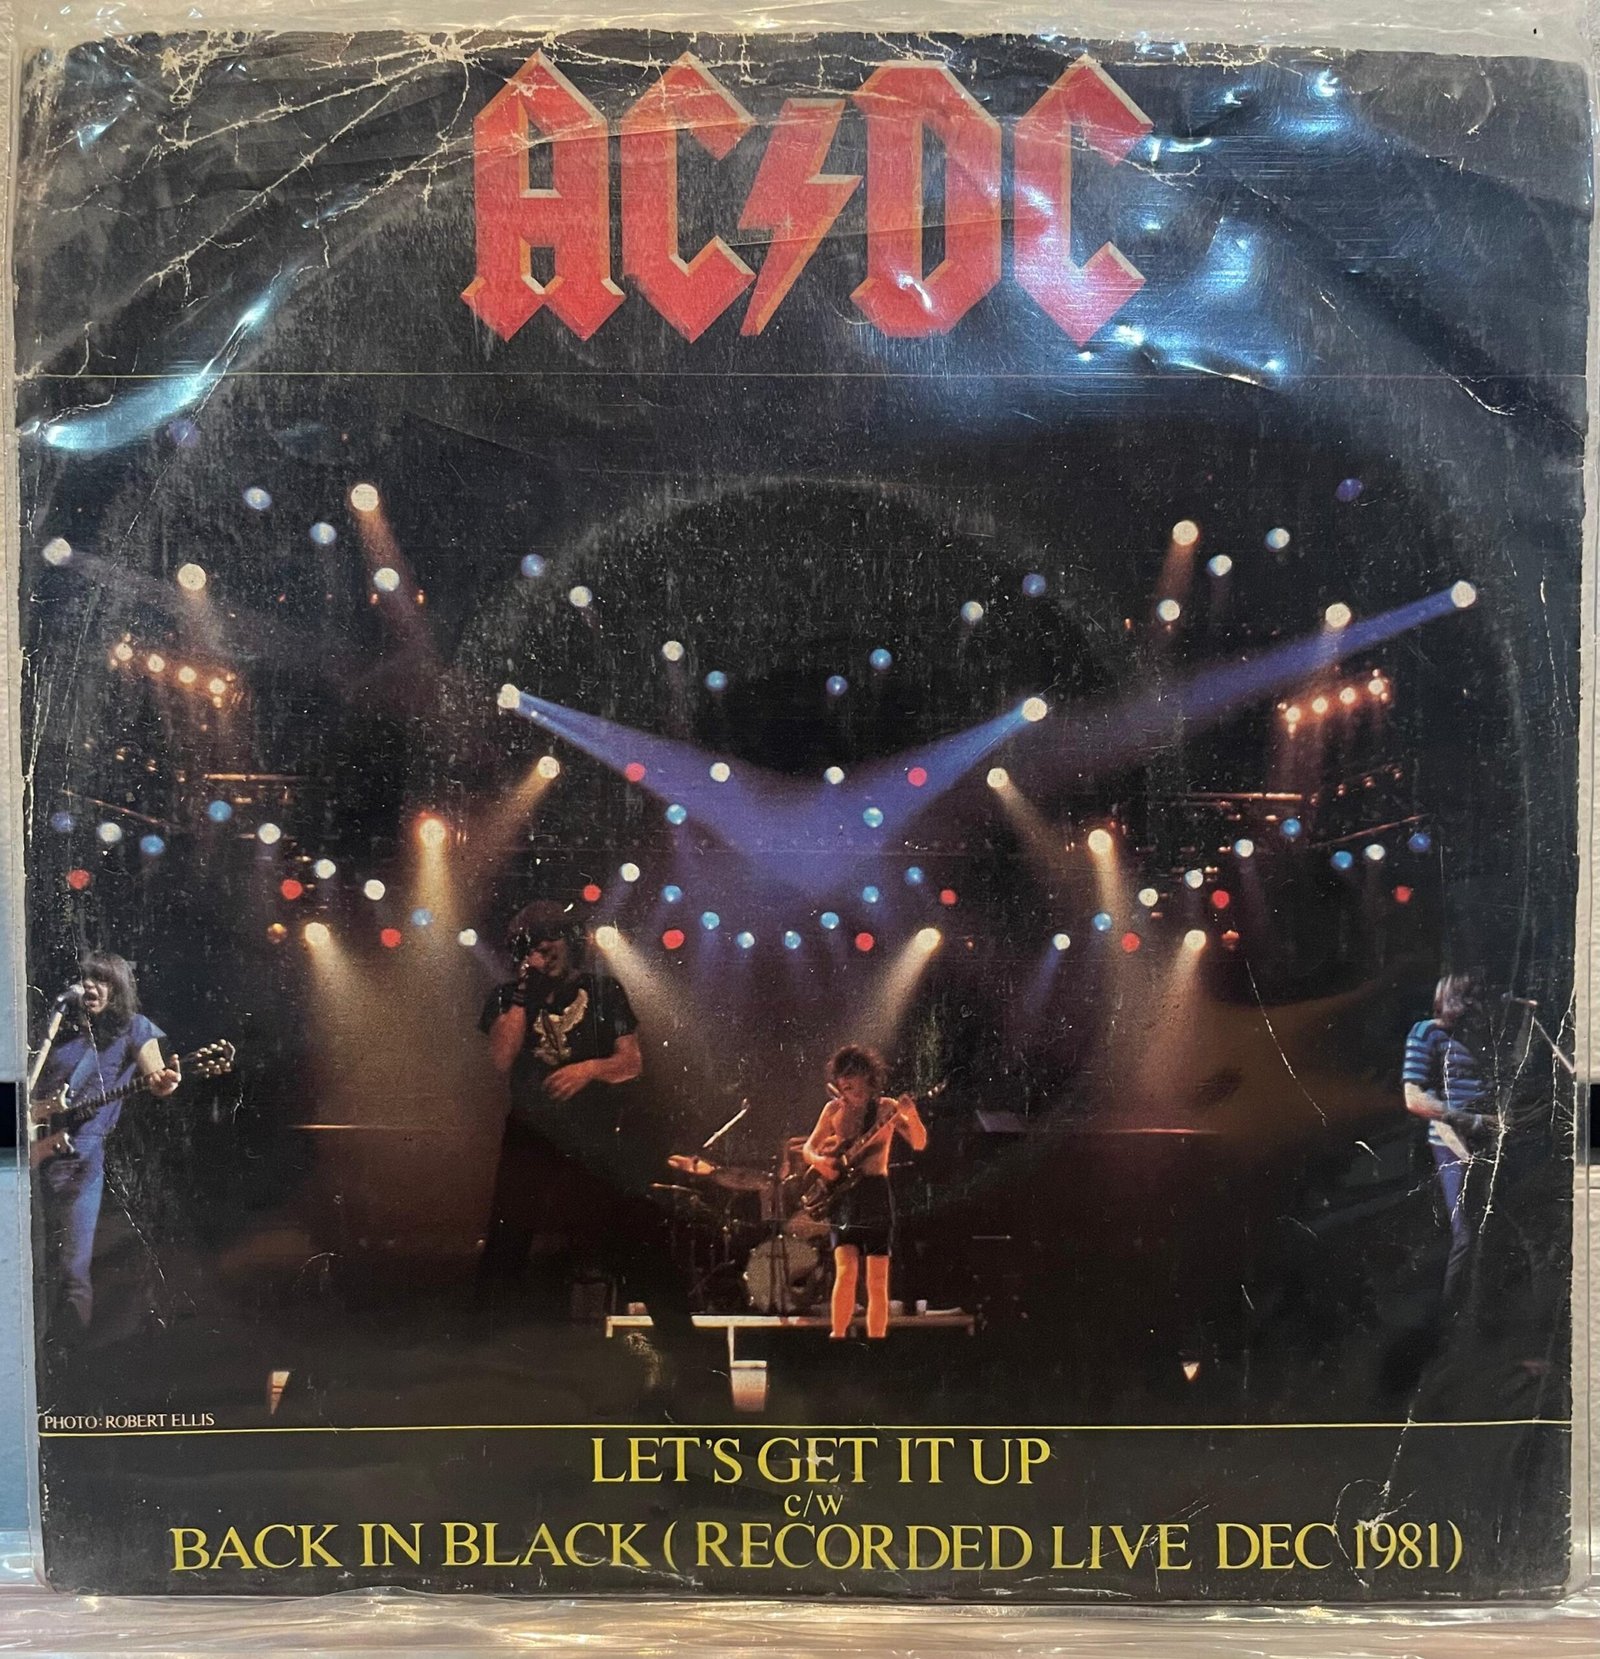 AC⚡DC
PHOTO: ROBERT ELLIS
LET'S GET IT UP
C/W
BACK IN BLACK (RECORDED LIVE DEC 1981)